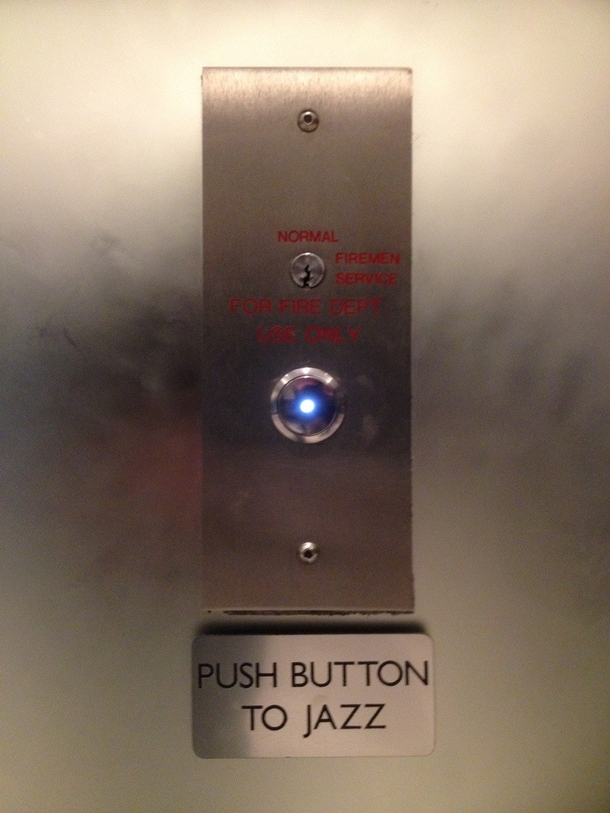 NORMAL
FIREMEN
SERVICE
FOR FIRE DEPT
USE ONLY
PUSH BUTTON
TO JAZZ